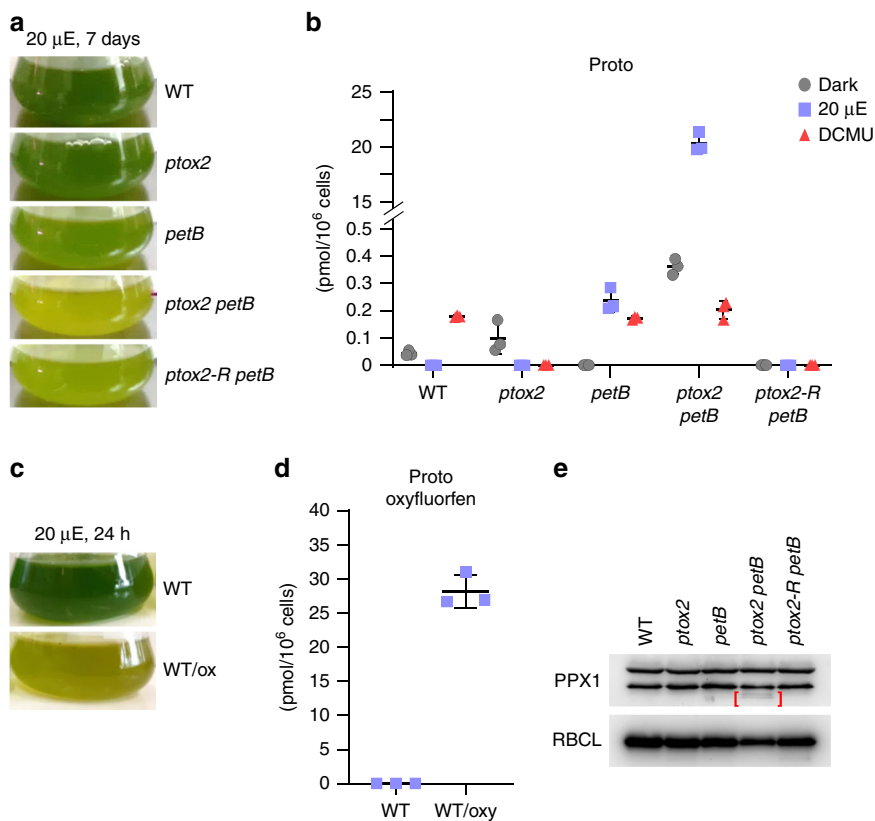 a
20 µE, 7 days
WT
ptox2
petB
ptox2 petB
ptox2-R petB
b
Proto
Dark
20 µE
DCMU
(pmol/10⁶ cells)
25
20
15
0.5
0.4
0.3
0.2
0.1
0
WT
ptox2
petB
ptox2
petB
ptox2-R
petB
c
20 µE, 24 h
WT
WT/ox
d
Proto
oxyfluorfen
(pmol/10⁶ cells)
40
35
30
25
20
15
10
5
0
WT
WT/oxy
e
WT
ptox2
petB
ptox2 petB
ptox2-R petB
PPX1
[ ]
RBCL